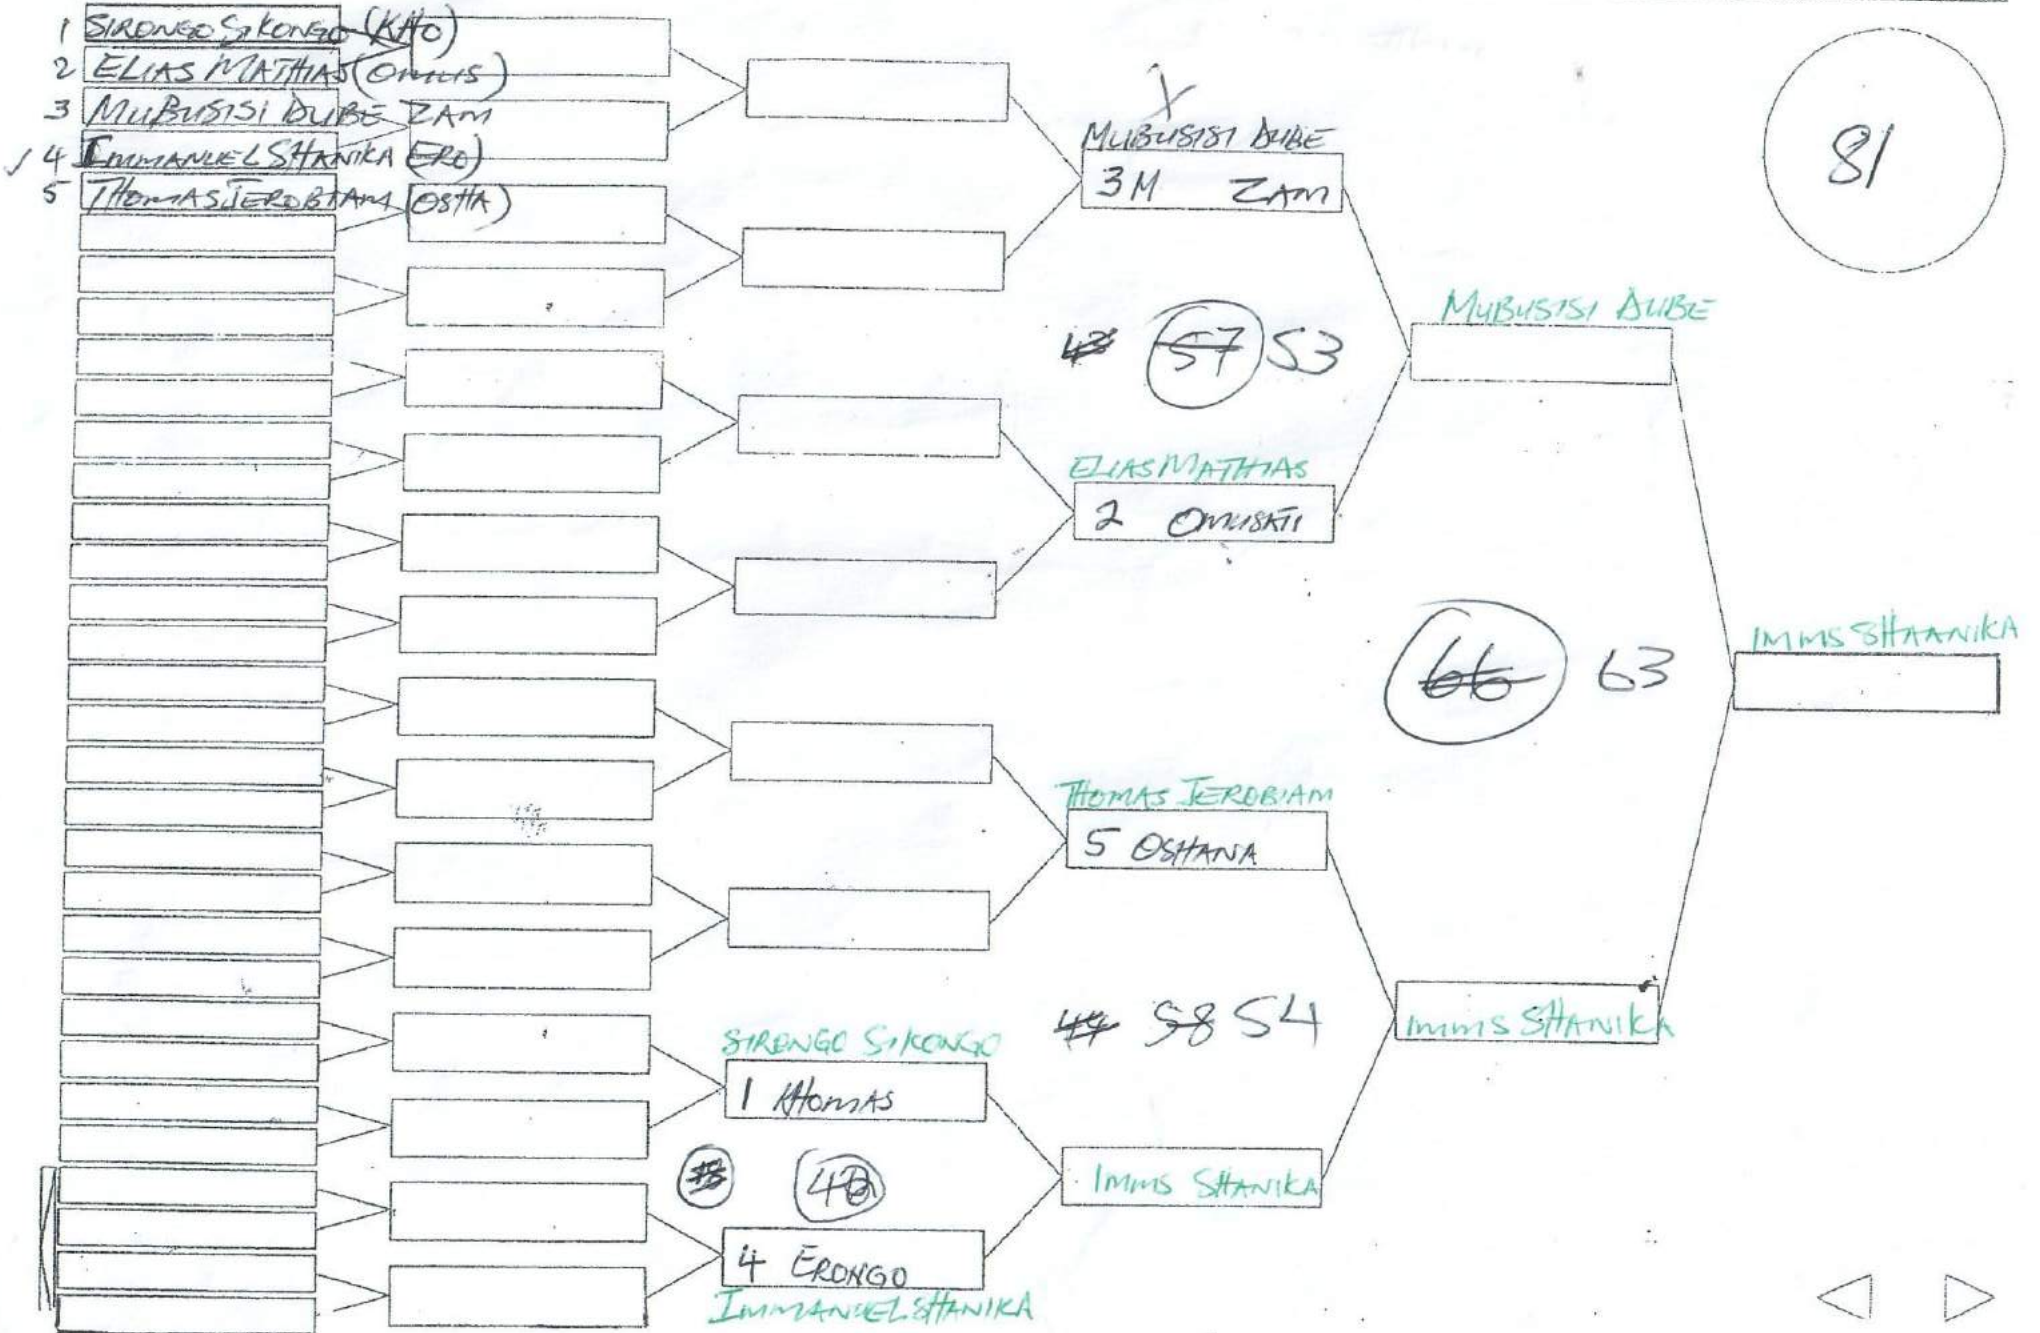 1 SIRONGO SIKONGO (KHO)
2 ELIAS MATHIAS (OMUS)
3 MUBUSISI DUBE ZAM
4 IMMANUEL SHANIKA (ERO)
5 THOMAS JEROBIAM (OSHA)
81
MUBUSISI DUBE
3M ZAM
MUBUSISI DUBE
57 53
ELIAS MATHIAS
2 OMUSATI
66 63
IMMS SHAANIKA
THOMAS JEROBIAM
5 OSHANA
44 58 54
IMMS SHANIKA
SIRONGO SIKONGO
1 KHOMAS
IMMS SHANIKA
4 ERONGO
IMMANUEL SHANIKA